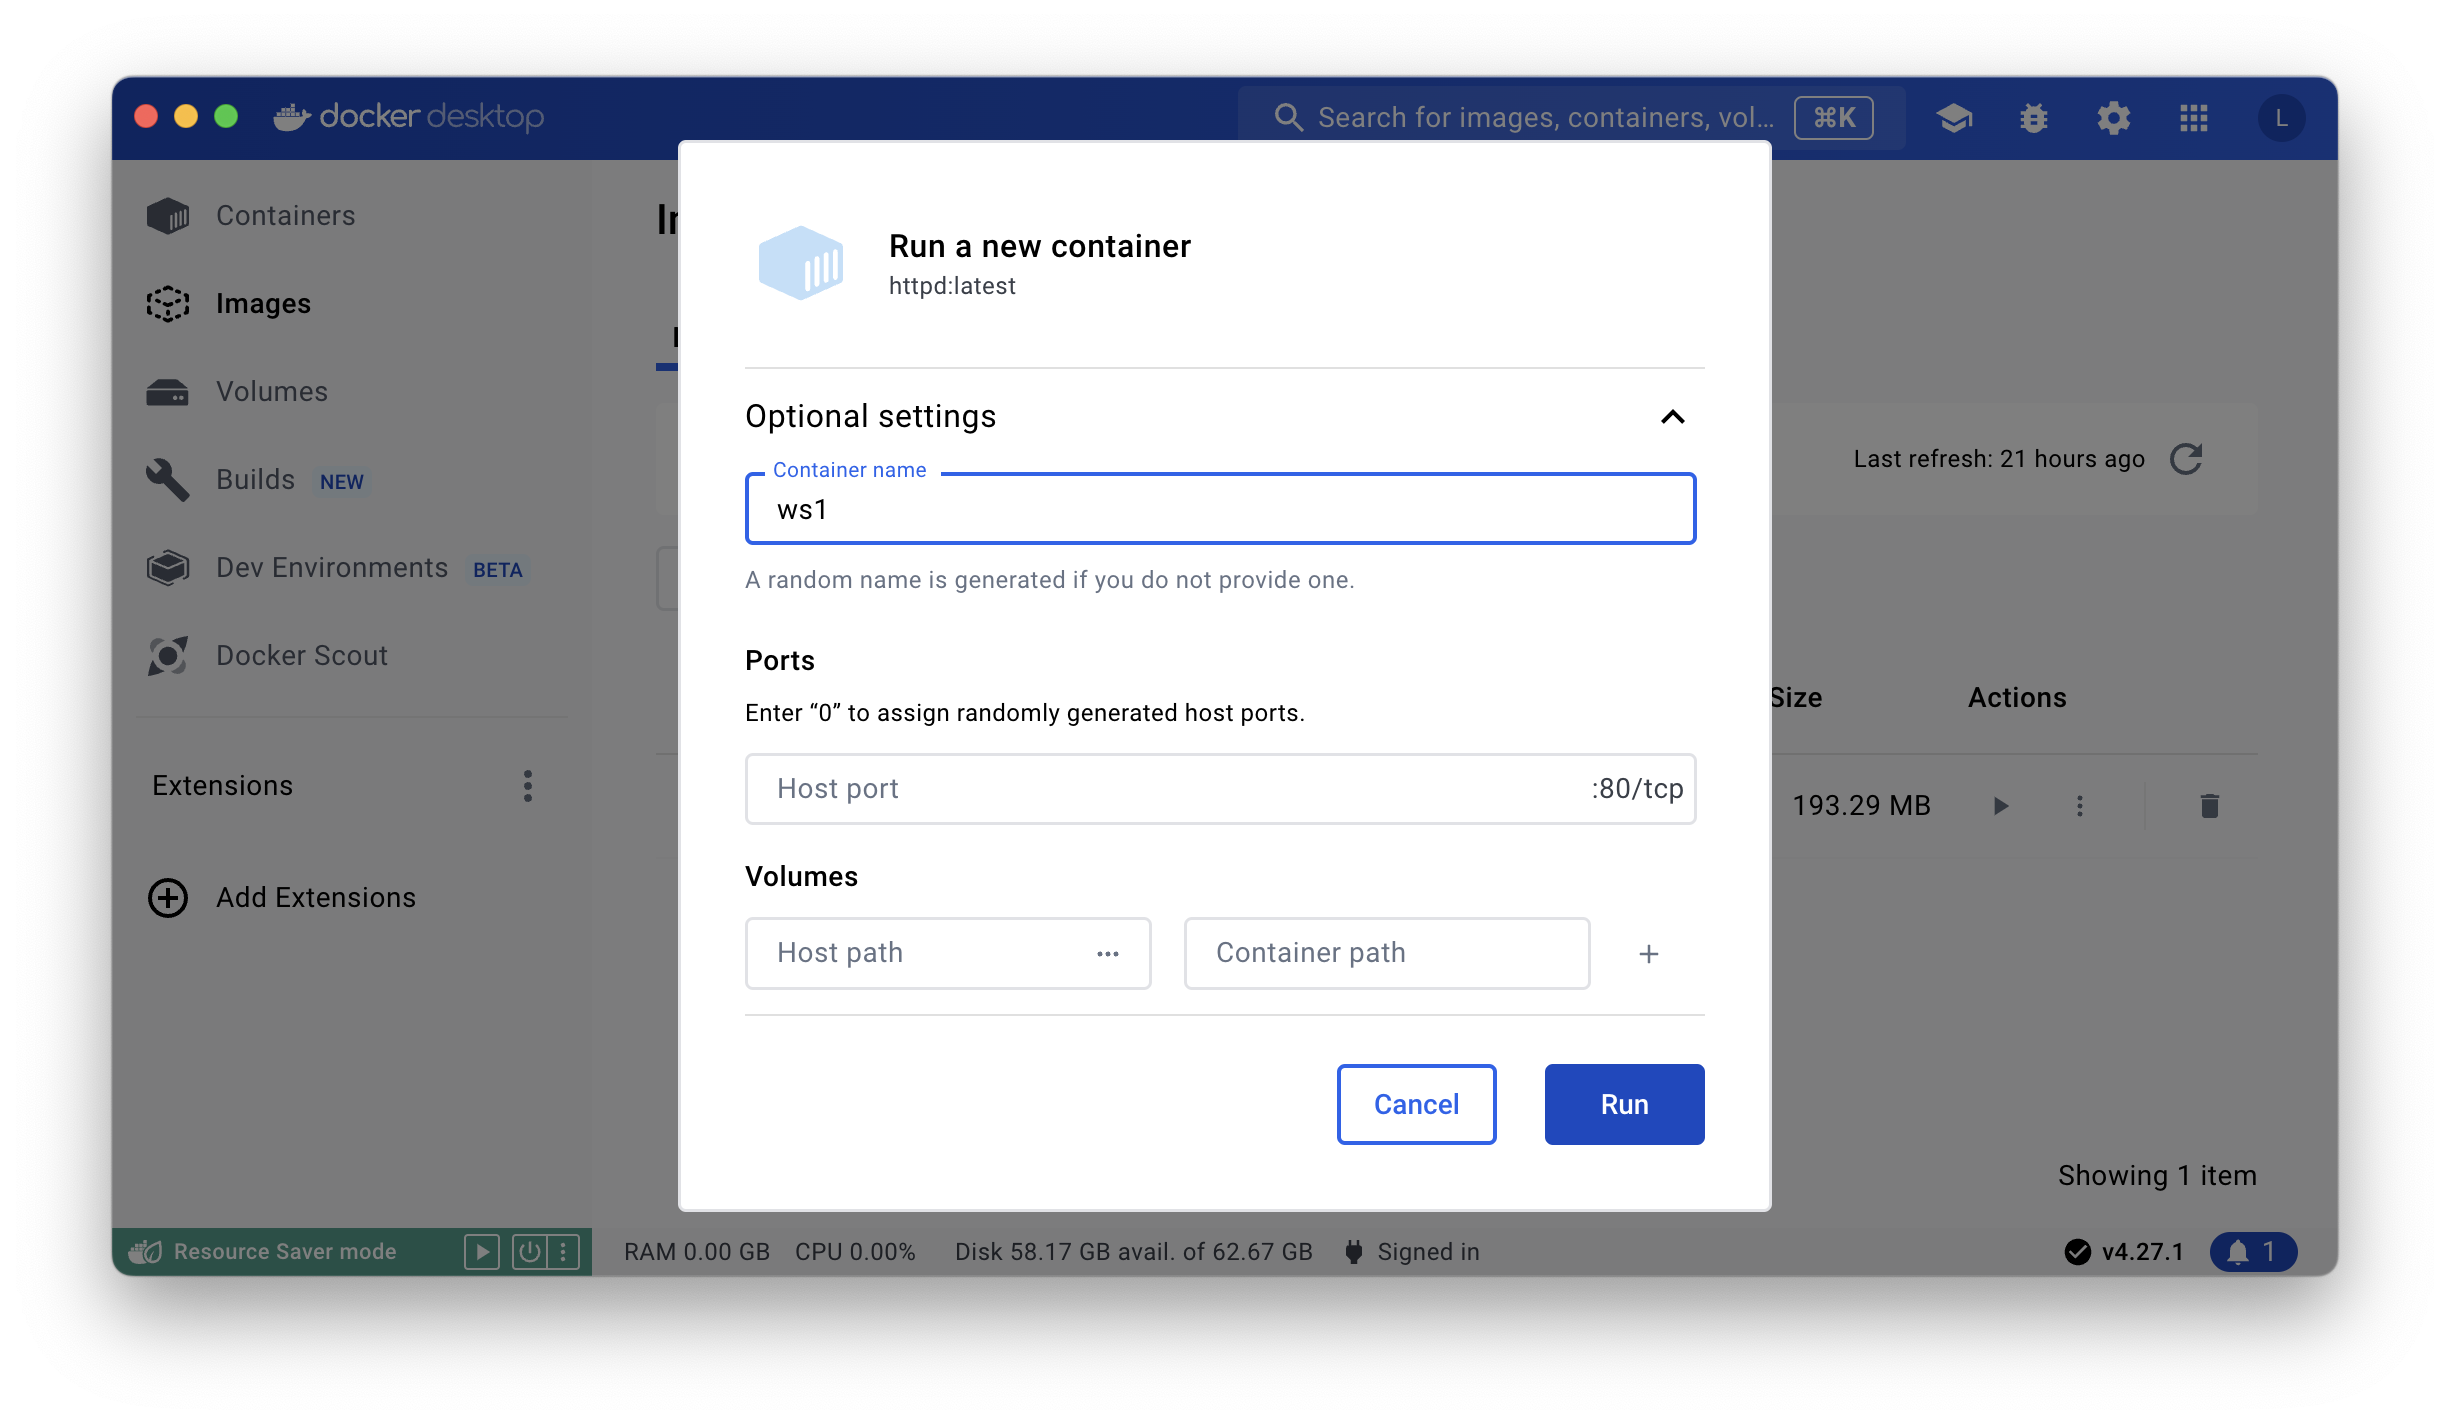 docker desktop
Search for images, containers, vol... ⌘K
L
Containers
Images
Volumes
Builds NEW
Dev Environments BETA
Docker Scout
Extensions
Add Extensions
Run a new container
httpd:latest
Optional settings
Container name
ws1
A random name is generated if you do not provide one.
Ports
Enter “0” to assign randomly generated host ports.
Host port :80/tcp
Volumes
Host path ... Container path +
Cancel Run
Last refresh: 21 hours ago
Size Actions
193.29 MB
Showing 1 item
Resource Saver mode
RAM 0.00 GB CPU 0.00% Disk 58.17 GB avail. of 62.67 GB Signed in
v4.27.1 1